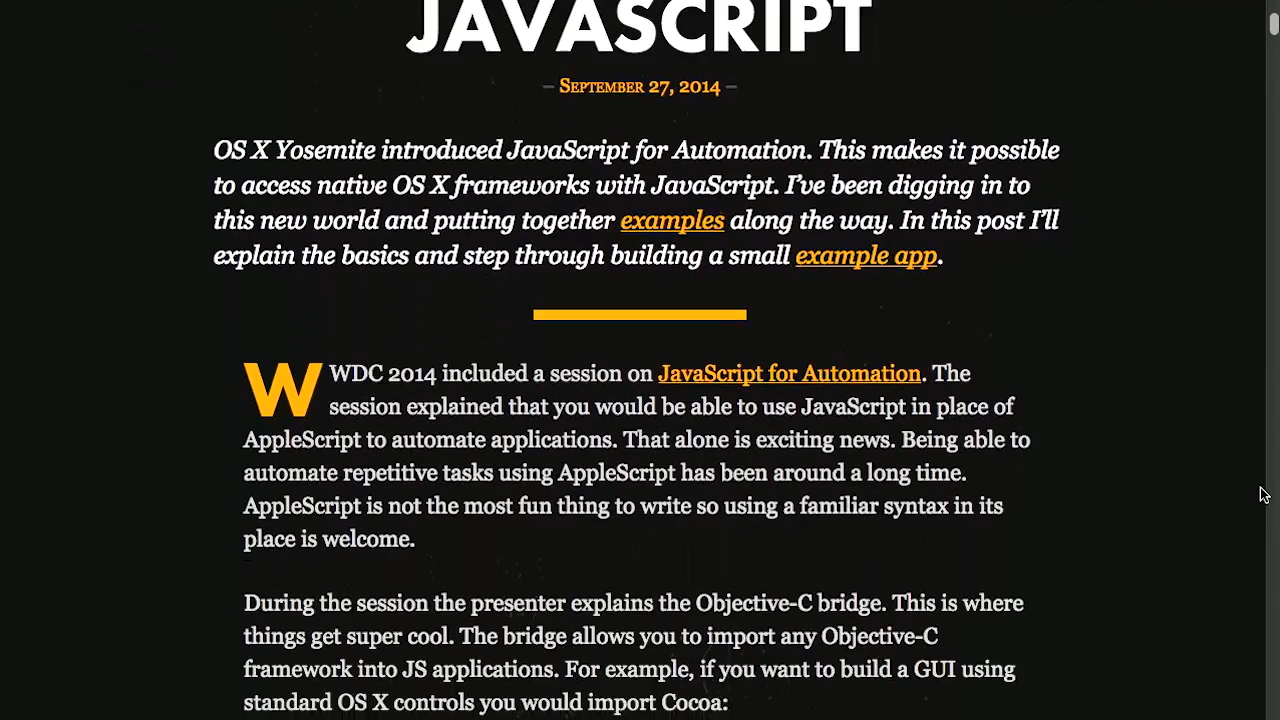 JAVASCRIPT
– September 27, 2014 –
OS X Yosemite introduced JavaScript for Automation. This makes it possible
to access native OS X frameworks with JavaScript. I’ve been digging in to
this new world and putting together examples along the way. In this post I’ll
explain the basics and step through building a small example app.
WWDC 2014 included a session on JavaScript for Automation. The
session explained that you would be able to use JavaScript in place of
AppleScript to automate applications. That alone is exciting news. Being able to
automate repetitive tasks using AppleScript has been around a long time.
AppleScript is not the most fun thing to write so using a familiar syntax in its
place is welcome.
During the session the presenter explains the Objective-C bridge. This is where
things get super cool. The bridge allows you to import any Objective-C
framework into JS applications. For example, if you want to build a GUI using
standard OS X controls you would import Cocoa: